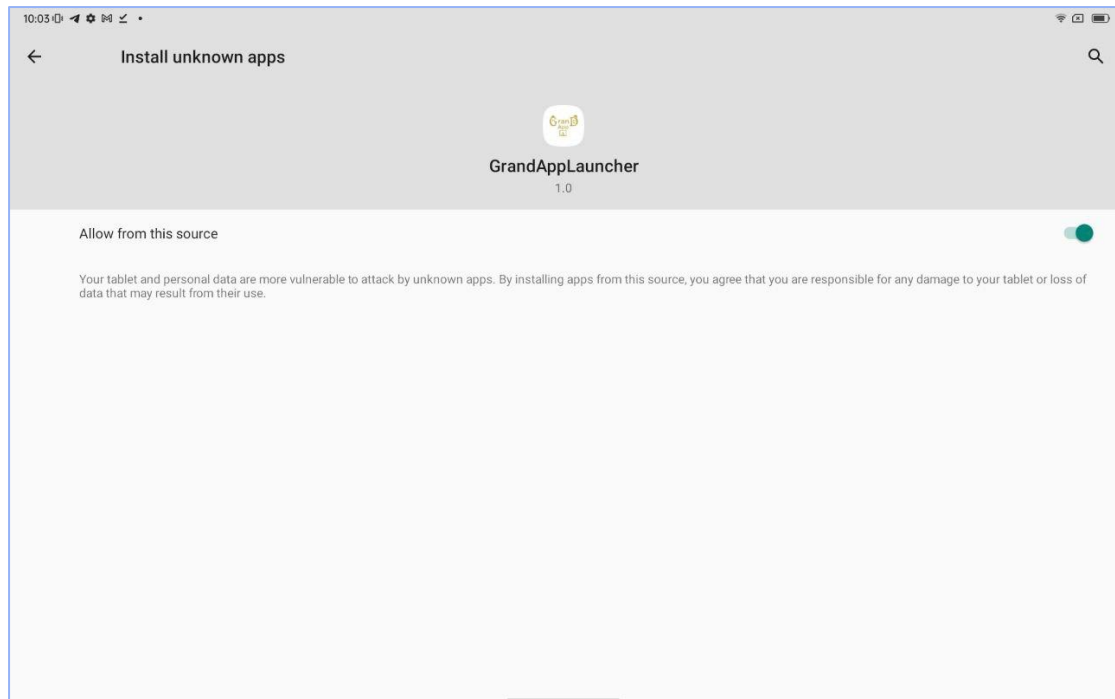 10:03
Install unknown apps
GranD
App
GrandAppLauncher
1.0
Allow from this source
Your tablet and personal data are more vulnerable to attack by unknown apps. By installing apps from this source, you agree that you are responsible for any damage to your tablet or loss of
data that may result from their use.